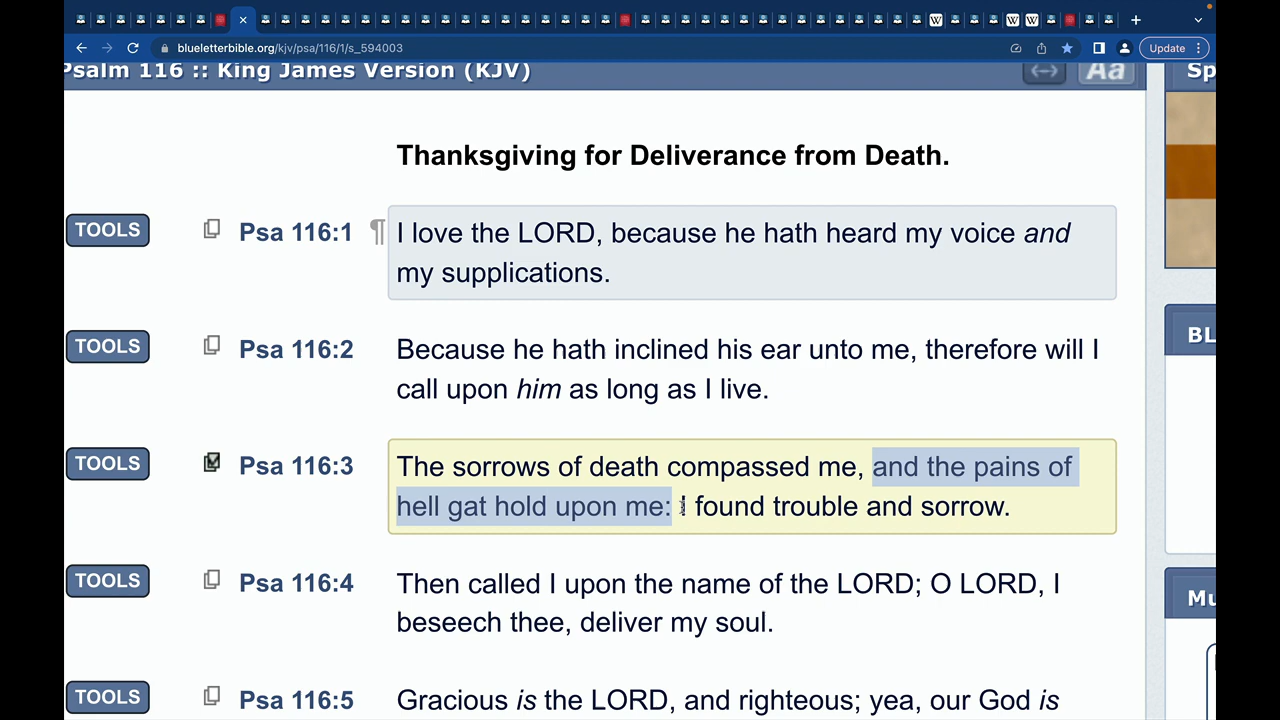 blueletterbible.org/kjv/psa/116/1/s_594003
Update
Psalm 116 :: King James Version (KJV)
Aa
Sp
Thanksgiving for Deliverance from Death.
TOOLS
Psa 116:1
¶ I love the LORD, because he hath heard my voice and
my supplications.
BL
TOOLS
Psa 116:2
Because he hath inclined his ear unto me, therefore will I
call upon him as long as I live.
TOOLS
Psa 116:3
The sorrows of death compassed me, and the pains of
hell gat hold upon me: I found trouble and sorrow.
TOOLS
Psa 116:4
Then called I upon the name of the LORD; O LORD, I
beseech thee, deliver my soul.
Mu
TOOLS
Psa 116:5
Gracious is the LORD, and righteous; yea, our God is